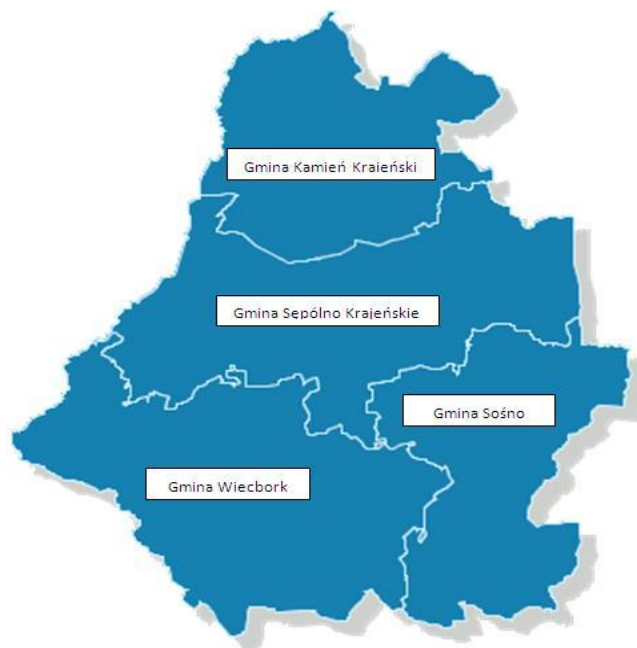 Gmina Kamień Krajeński
Gmina Sępólno Krajeńskie
Gmina Sośno
Gmina Wiecbork